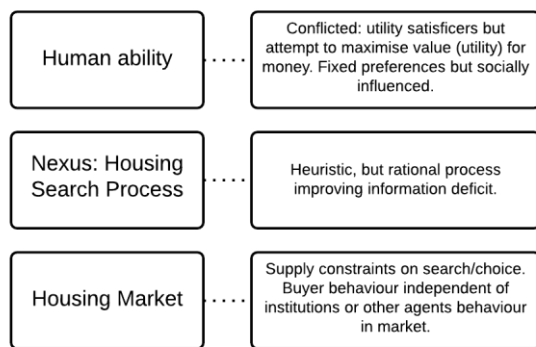 Human ability
Conflicted: utility satisficers but
attempt to maximise value (utility) for
money. Fixed preferences but socially
influenced.
Nexus: Housing
Search Process
Heuristic, but rational process
improving information deficit.
Housing Market
Supply constraints on search/choice.
Buyer behaviour independent of
institutions or other agents behaviour
in market.